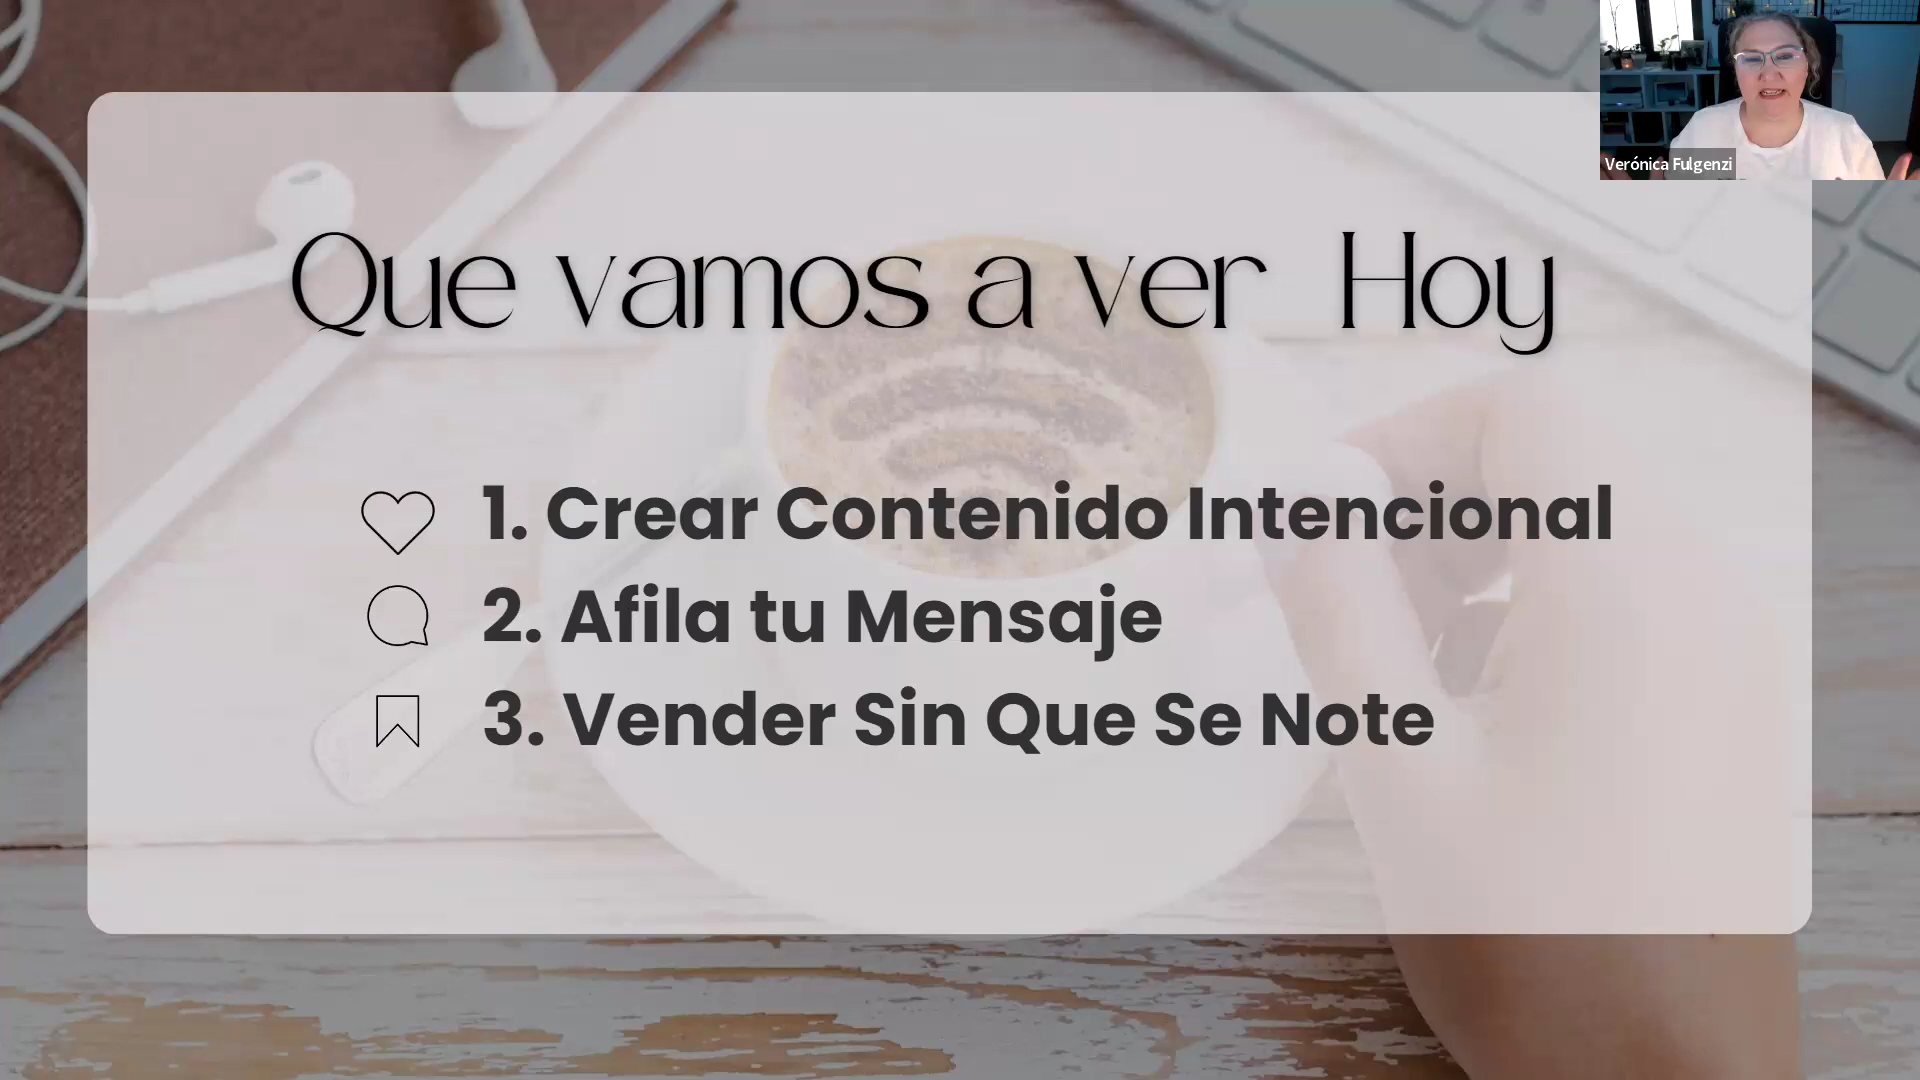 Verónica Fulgenzi
Que vamos a ver Hoy
1. Crear Contenido Intencional
2. Afila tu Mensaje
3. Vender Sin Que Se Note